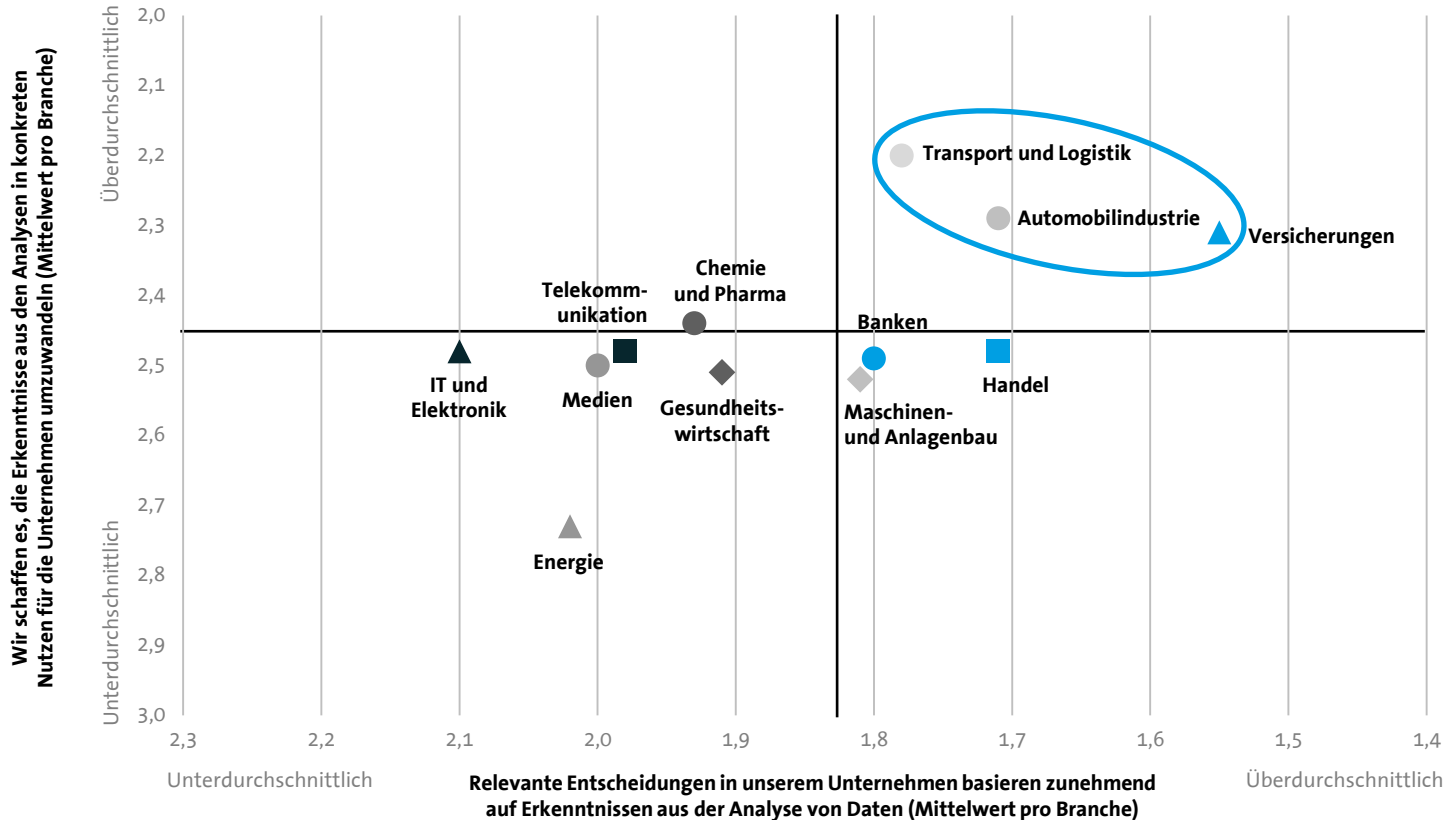 Wir schaffen es, die Erkenntnisse aus den Analysen in konkreten
Nutzen für die Unternehmen umzuwandeln (Mittelwert pro Branche)
Überdurchschnittlich
Unterdurchschnittlich
2,0
2,1
2,2
2,3
2,4
2,5
2,6
2,7
2,8
2,9
3,0
Transport und Logistik
Automobilindustrie
Versicherungen
Chemie
und Pharma
Telekomm-
unikation
Banken
IT und
Elektronik
Medien
Gesundheits-
wirtschaft
Maschinen-
und Anlagenbau
Handel
Energie
2,3
2,2
2,1
2,0
1,9
1,8
1,7
1,6
1,5
1,4
Unterdurchschnittlich
Relevante Entscheidungen in unserem Unternehmen basieren zunehmend
auf Erkenntnissen aus der Analyse von Daten (Mittelwert pro Branche)
Überdurchschnittlich